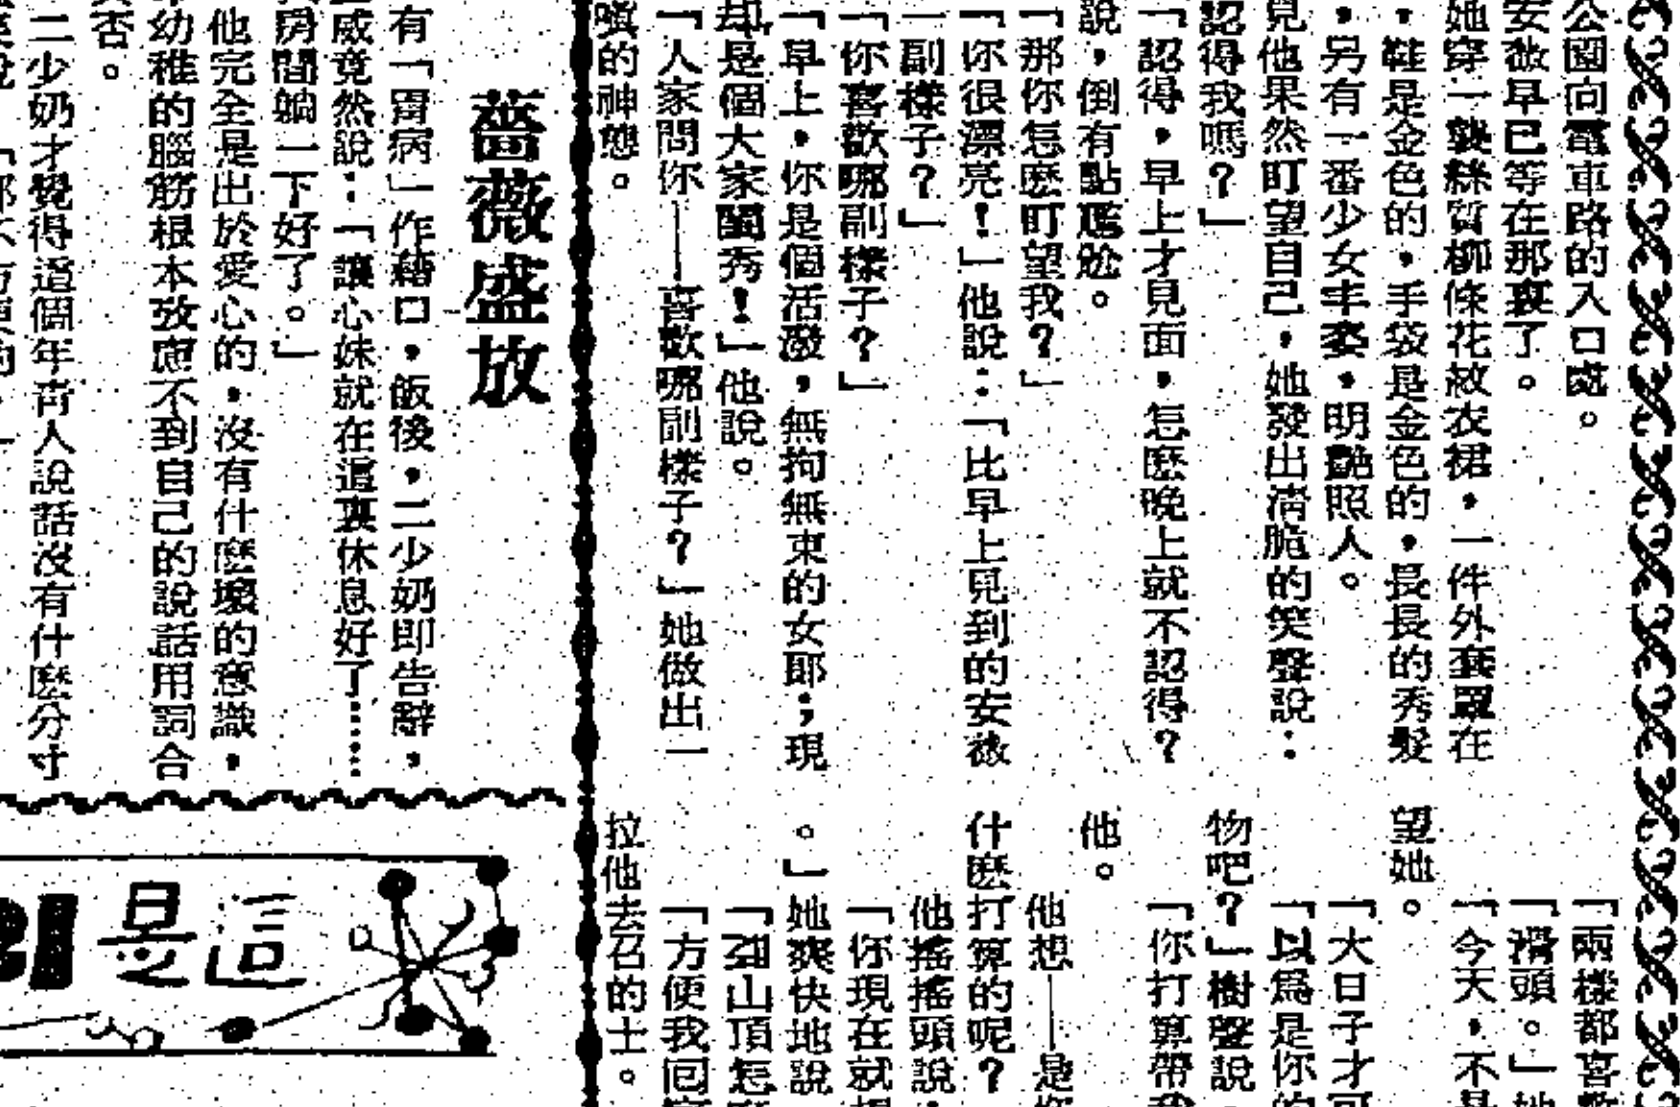 公園向電車路的入口處。
安薇早已等在那裏了。
她穿一襲絲質柳條花紋衣裙,一件外套罩在
,鞋是金色的,手袋是金色的,長長的秀髮
,另有一番少女丰姿,明艷照人。
見他果然盯望自己,她發出清脆的笑聲說:
認得我嗎?」
「認得,早上才見面,怎麽晚上就不認得?
說,倒有點尷尬。
「那你怎麽盯望我?」
「你很漂亮!」他說:「比早上見到的安薇
一副樣子?」
「你喜歡哪副樣子?」
「早上,你是個活潑,無拘無束的女郎;現
却是個大家閨秀!」他說。
「人家問你——喜歡哪副樣子?」她做出一
嗔的神態。
「兩樣都喜歡
「滑頭。」她
「今天,不是
望她。
「大日子才可
「以爲是你的
物吧?」樹聲說,
「你打算帶我
他。
他想——是你
什麽打算的呢?
他搖搖頭說,
「你現在就想
。」她爽快地說
「到山頂怎麽
「方便我回家
拉他去召的士。
薔薇盛放
有「胃病」作藉口,飯後,二少奶即告辭,
威竟然說:「讓心妹就在這裏休息好了……
房間躺一下好了。」
他完全是出於愛心的,沒有什麽壞的意識,
幼稚的腦筋根本攷慮不到自己的說話用詞合
否。
二少奶才覺得這個年青人說話沒有什麽分寸
這是